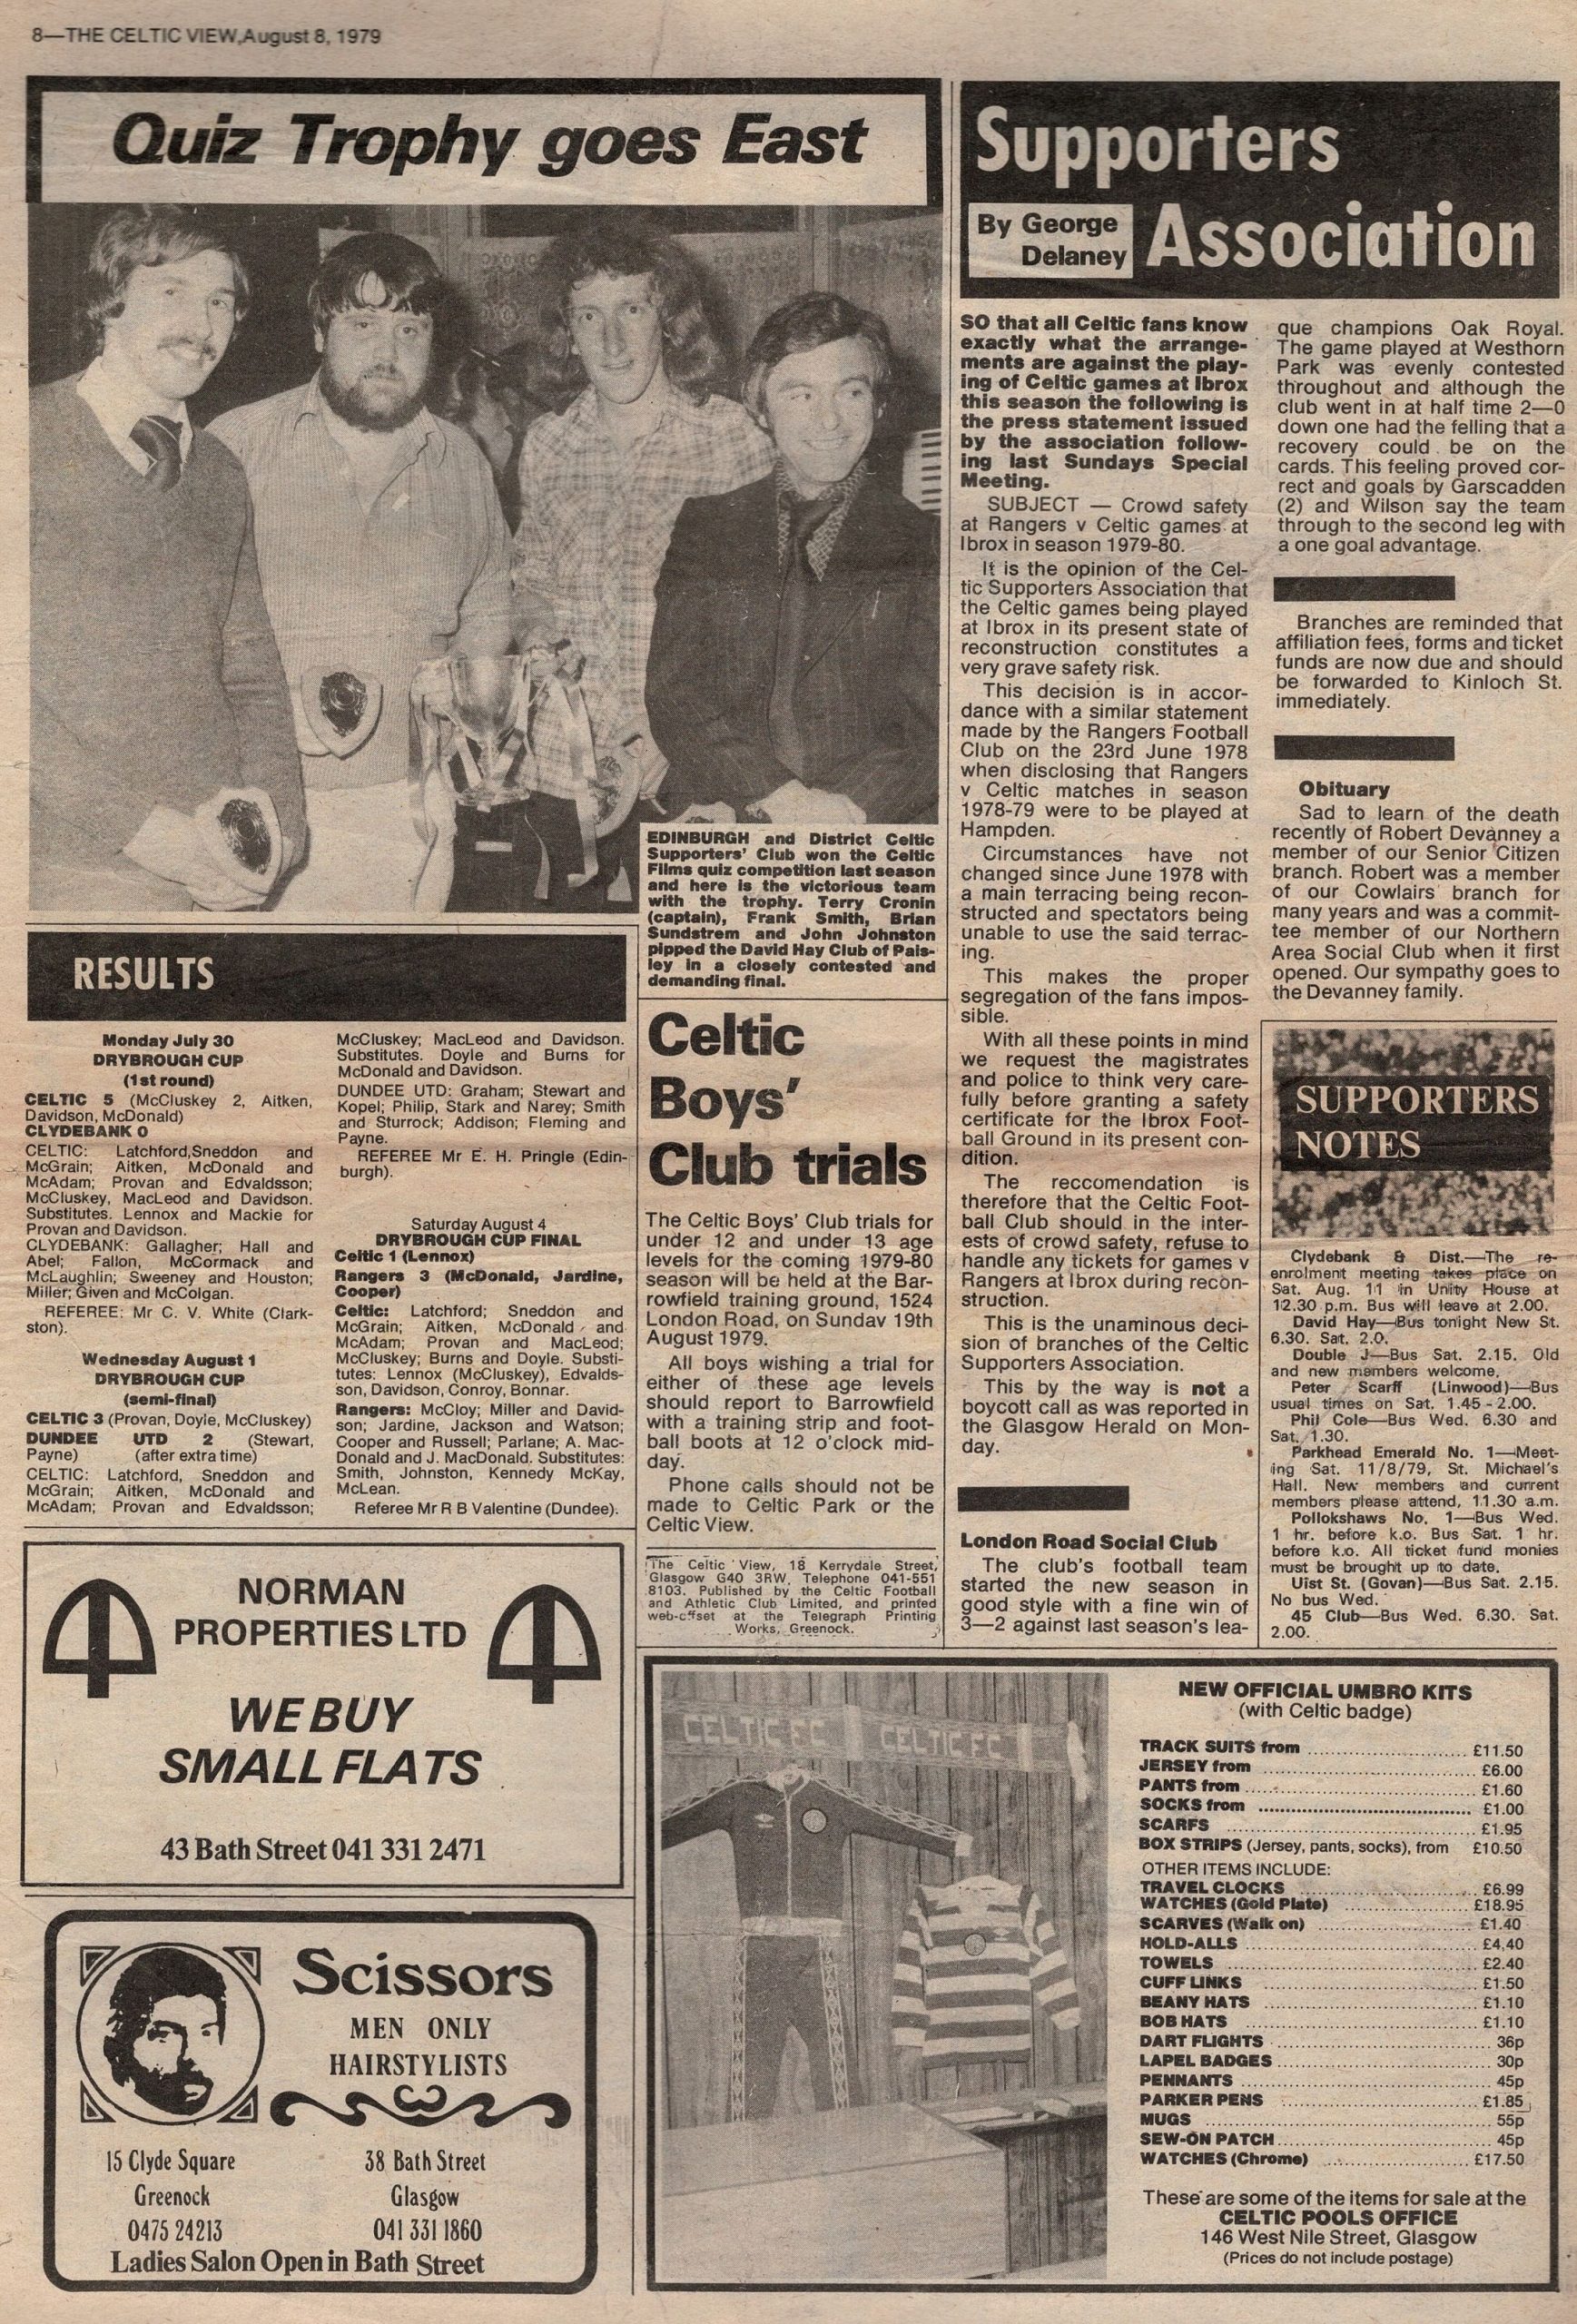 8—THE CELTIC VIEW,August 8, 1979
Quiz Trophy goes East
EDINBURGH and District Celtic
Supporters' Club won the Celtic
Films quiz competition last season
and here is the victorious team
with the trophy. Terry Cronin
(captain), Frank Smith, Brian
Sundstrem and John Johnston
pipped the David Hay Club of Pais-
ley in a closely contested and
demanding final.
RESULTS
Monday July 30
DRYBROUGH CUP
(1st round)
CELTIC 5 (McCluskey 2, Aitken,
Davidson, McDonald)
CLYDEBANK 0
CELTIC: Latchford,Sneddon and
McGrain; Aitken, McDonald and
McAdam; Provan and Edvaldsson;
McCluskey, MacLeod and Davidson.
Substitutes. Lennox and Mackie for
Provan and Davidson.
CLYDEBANK: Gallagher; Hall and
Abel; Fallon, McCormack and
McLaughlin; Sweeney and Houston;
Miller; Given and McColgan.
REFEREE: Mr C. V. White (Clark-
ston).
Wednesday August 1
DRYBROUGH CUP
(semi-final)
CELTIC 3 (Provan, Doyle, McCluskey)
DUNDEE UTD 2 (Stewart,
Payne) (after extra time)
CELTIC: Latchford, Sneddon and
McGrain; Aitken, McDonald and
McAdam; Provan and Edvaldsson;
McCluskey; MacLeod and Davidson.
Substitutes. Doyle and Burns for
McDonald and Davidson.
DUNDEE UTD: Graham; Stewart and
Kopel; Philip, Stark and Narey; Smith
and Sturrock; Addison; Fleming and
Payne.
REFEREE Mr E. H. Pringle (Edin-
burgh).
Saturday August 4
DRYBROUGH CUP FINAL
Celtic 1 (Lennox)
Rangers 3 (McDonald, Jardine,
Cooper)
Celtic: Latchford; Sneddon and
McGrain; Aitken, McDonald and
McAdam; Provan and MacLeod;
McCluskey; Burns and Doyle. Substi-
tutes: Lennox (McCluskey), Edvalds-
son, Davidson, Conroy, Bonnar.
Rangers: McCloy; Miller and David-
son; Jardine, Jackson and Watson;
Cooper and Russell; Parlane; A. Mac-
Donald and J. MacDonald. Substitutes:
Smith, Johnston, Kennedy McKay,
McLean.
Referee Mr R B Valentine (Dundee).
Celtic
Boys'
Club trials
The Celtic Boys' Club trials for
under 12 and under 13 age
levels for the coming 1979-80
season will be held at the Bar-
rowfield training ground, 1524
London Road, on Sunday 19th
August 1979.
All boys wishing a trial for
either of these age levels
should report to Barrowfield
with a training strip and foot-
ball boots at 12 o'clock mid-
day.
Phone calls should not be
made to Celtic Park or the
Celtic View.
The Celtic View, 18 Kerrydale Street,
Glasgow G40 3RW, Telephone 041-551
8103. Published by the Celtic Football
and Athletic Club Limited, and printed
web-offset at the Telegraph Printing
Works, Greenock.
Supporters
Association
By George
Delaney
SO that all Celtic fans know
exactly what the arrange-
ments are against the play-
ing of Celtic games at Ibrox
this season the following is
the press statement issued
by the association follow-
ing last Sundays Special
Meeting.
SUBJECT — Crowd safety
at Rangers v Celtic games at
Ibrox in season 1979-80.
It is the opinion of the Cel-
tic Supporters Association that
the Celtic games being played
at Ibrox in its present state of
reconstruction constitutes a
very grave safety risk.
This decision is in accor-
dance with a similar statement
made by the Rangers Football
Club on the 23rd June 1978
when disclosing that Rangers
v Celtic matches in season
1978-79 were to be played at
Hampden.
Circumstances have not
changed since June 1978 with
a main terracing being recon-
structed and spectators being
unable to use the said terrac-
ing.
This makes the proper
segregation of the fans impos-
sible.
With all these points in mind
we request the magistrates
and police to think very care-
fully before granting a safety
certificate for the Ibrox Foot-
ball Ground in its present con-
dition.
The reccomendation is
therefore that the Celtic Foot-
ball Club should in the inter-
ests of crowd safety, refuse to
handle any tickets for games v
Rangers at Ibrox during recon-
struction.
This is the unaminous deci-
sion of branches of the Celtic
Supporters Association.
This by the way is not a
boycott call as was reported in
the Glasgow Herald on Mon-
day.
London Road Social Club
The club's football team
started the new season in
good style with a fine win of
3—2 against last season's lea-
que champions Oak Royal.
The game played at Westhorn
Park was evenly contested
throughout and although the
club went in at half time 2—0
down one had the felling that a
recovery could be on the
cards. This feeling proved cor-
rect and goals by Garscadden
(2) and Wilson say the team
through to the second leg with
a one goal advantage.
Branches are reminded that
affiliation fees, forms and ticket
funds are now due and should
be forwarded to Kinloch St.
immediately.
Obituary
Sad to learn of the death
recently of Robert Devanney a
member of our Senior Citizen
branch. Robert was a member
of our Cowlairs branch for
many years and was a commit-
tee member of our Northern
Area Social Club when it first
opened. Our sympathy goes to
the Devanney family.
SUPPORTERS
NOTES
Clydebank & Dist.—The re-
enrolment meeting takes place on
Sat. Aug. 11 in Unity House at
12.30 p.m. Bus will leave at 2.00.
David Hay—Bus tonight New St.
6.30. Sat. 2.0.
Double J—Bus Sat. 2.15. Old
and new members welcome.
Peter Scarff (Linwood)—Bus
usual times on Sat. 1.45 - 2.00.
Phil Cole—Bus Wed. 6.30 and
Sat. 1.30.
Parkhead Emerald No. 1—Meet-
ing Sat. 11/8/79, St. Michael's
Hall. New members and current
members please attend, 11.30 a.m.
Pollokshaws No. 1—Bus Wed.
1 hr. before k.o. Bus Sat. 1 hr.
before k.o. All ticket fund monies
must be brought up to date.
Uist St. (Govan)—Bus Sat. 2.15.
No bus Wed.
45 Club—Bus Wed. 6.30. Sat.
2.00.
NORMAN
PROPERTIES LTD
WE BUY
SMALL FLATS
43 Bath Street 041 331 2471
Scissors
MEN ONLY
HAIRSTYLISTS
15 Clyde Square
Greenock
0475 24213
38 Bath Street
Glasgow
041 331 1860
Ladies Salon Open in Bath Street
CELTIC FC CELTIC FC
NEW OFFICIAL UMBRO KITS
(with Celtic badge)
TRACK SUITS from ........ £11.50
JERSEY from ........ £6.00
PANTS from ........ £1.60
SOCKS from ........ £1.00
SCARFS ........ £1.95
BOX STRIPS (Jersey, pants, socks), from £10.50
OTHER ITEMS INCLUDE:
TRAVEL CLOCKS ........ £6.99
WATCHES (Gold Plate) ........ £18.95
SCARVES (Walk on) ........ £1.40
HOLD-ALLS ........ £4,40
TOWELS ........ £2.40
CUFF LINKS ........ £1.50
BEANY HATS ........ £1.10
BOB HATS ........ £1.10
DART FLIGHTS ........ 36p
LAPEL BADGES ........ 30p
PENNANTS ........ 45p
PARKER PENS ........ £1.85
MUGS ........ 55p
SEW-ON PATCH ........ 45p
WATCHES (Chrome) ........ £17.50
These are some of the items for sale at the
CELTIC POOLS OFFICE
146 West Nile Street, Glasgow
(Prices do not include postage)